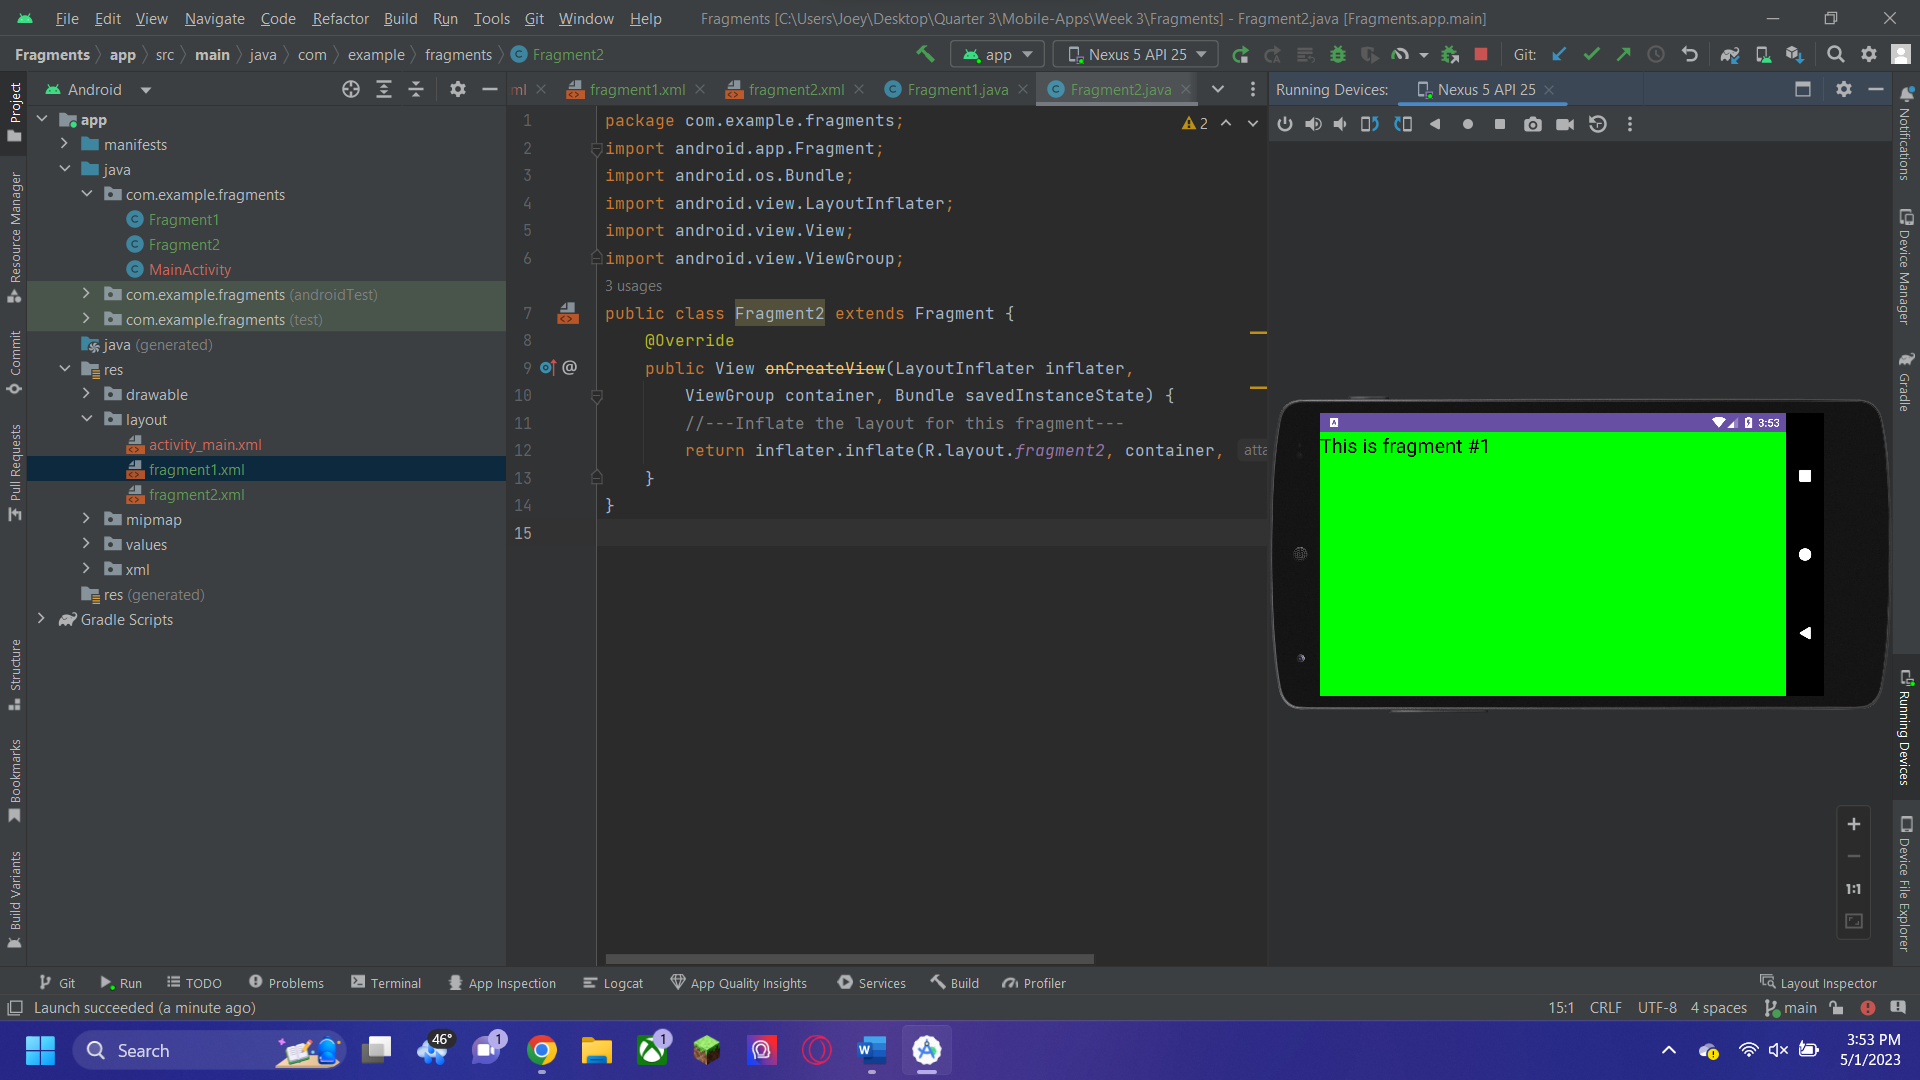 File Edit View Navigate Code Refactor Build Run Tools Git Window Help Fragments [C:\Users\Joey\Desktop\Quarter 3\Mobile-Apps\Week 3\Fragments] - Fragment2.java [Fragments.app.main]
Fragments app src main java com example fragments Fragment2 app Nexus 5 API 25 Git:
Android
ml fragment1.xml fragment2.xml Fragment1.java Fragment2.java
Running Devices: Nexus 5 API 25
Project
Resource Manager
Commit
Pull Requests
Structure
Bookmarks
Build Variants
app
manifests
java
com.example.fragments
Fragment1
Fragment2
MainActivity
com.example.fragments (androidTest)
com.example.fragments (test)
java (generated)
res
drawable
layout
activity_main.xml
fragment1.xml
fragment2.xml
mipmap
values
xml
res (generated)
Gradle Scripts
2
1 package com.example.fragments;
2 import android.app.Fragment;
3 import android.os.Bundle;
4 import android.view.LayoutInflater;
5 import android.view.View;
6 import android.view.ViewGroup;
3 usages
7 public class Fragment2 extends Fragment {
8 @Override
9 @ public View onCreateView(LayoutInflater inflater,
10 ViewGroup container, Bundle savedInstanceState) {
11 //---Inflate the layout for this fragment---
12 return inflater.inflate(R.layout.fragment2, container, atta
13 }
14 }
15
3:53
This is fragment #1
1:1
Notifications
Device Manager
Gradle
Running Devices
Device File Explorer
Git Run TODO Problems Terminal App Inspection Logcat App Quality Insights Services Build Profiler Layout Inspector
Launch succeeded (a minute ago) 15:1 CRLF UTF-8 4 spaces main
Search 46° 1 1 3:53 PM
5/1/2023